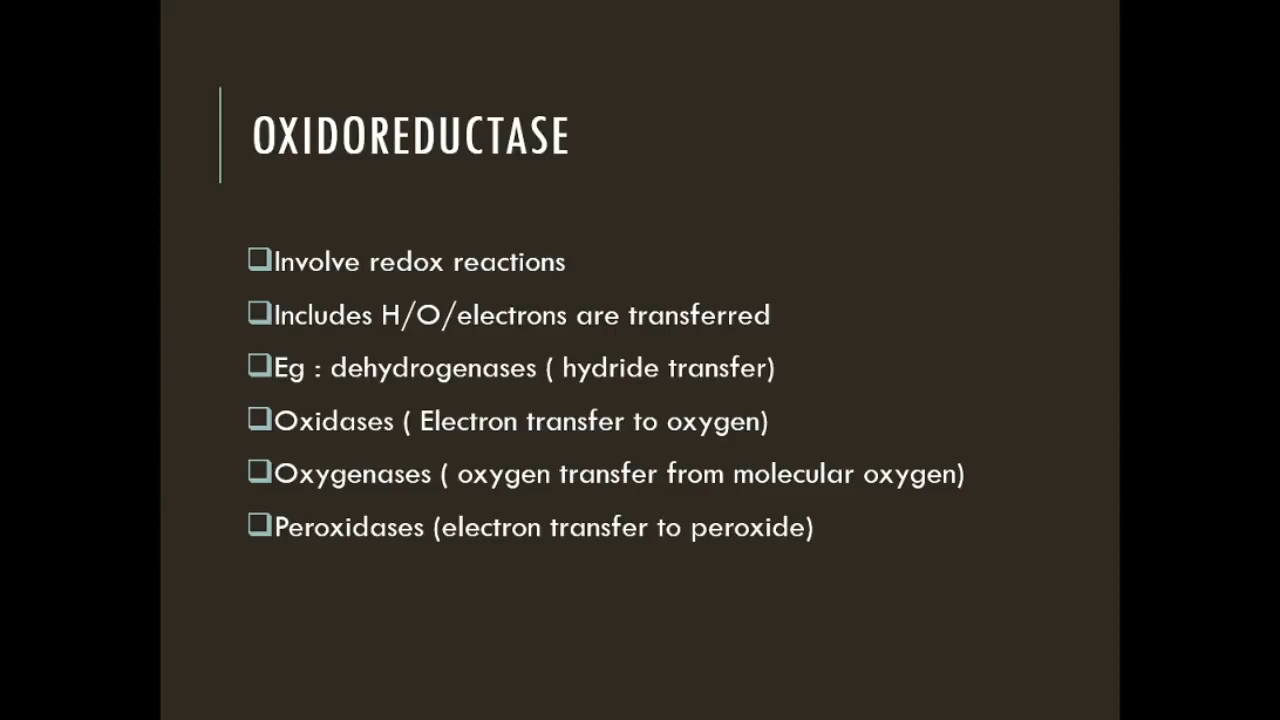 OXIDOREDUCTASE
❑Involve redox reactions
❑Includes H/O/electrons are transferred
❑Eg : dehydrogenases ( hydride transfer)
❑Oxidases ( Electron transfer to oxygen)
❑Oxygenases ( oxygen transfer from molecular oxygen)
❑Peroxidases (electron transfer to peroxide)